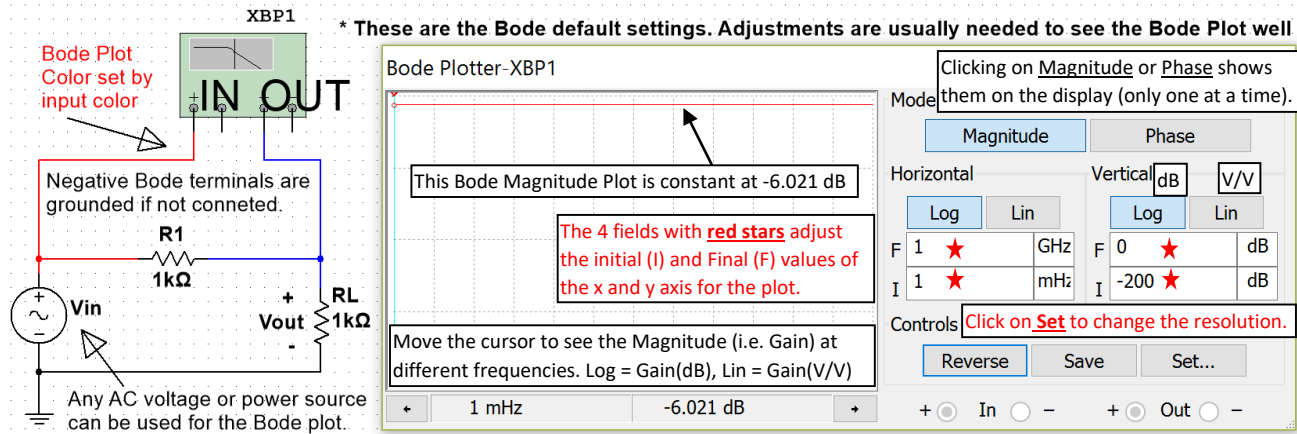 XBP1
* These are the Bode default settings. Adjustments are usually needed to see the Bode Plot well
Bode Plot
Color set by
input color
+ IN OUT
+ - + -
Negative Bode terminals are
grounded if not conneted.
R1
1kΩ
+
Vin
-
+
Vout
-
RL
1kΩ
Any AC voltage or power source
can be used for the Bode plot.
Bode Plotter-XBP1
Clicking on Magnitude or Phase shows
them on the display (only one at a time).
Mode
Magnitude Phase
This Bode Magnitude Plot is constant at -6.021 dB
The 4 fields with red stars adjust
the initial (I) and Final (F) values of
the x and y axis for the plot.
Move the cursor to see the Magnitude (i.e. Gain) at
different frequencies. Log = Gain(dB), Lin = Gain(V/V)
1 mHz -6.021 dB
Horizontal
Log Lin
F 1 GHz
I 1 mHz
Vertical dB V/V
Log Lin
F 0 dB
I -200 dB
Controls
Click on Set to change the resolution.
Reverse Save Set...
+ In - + Out -